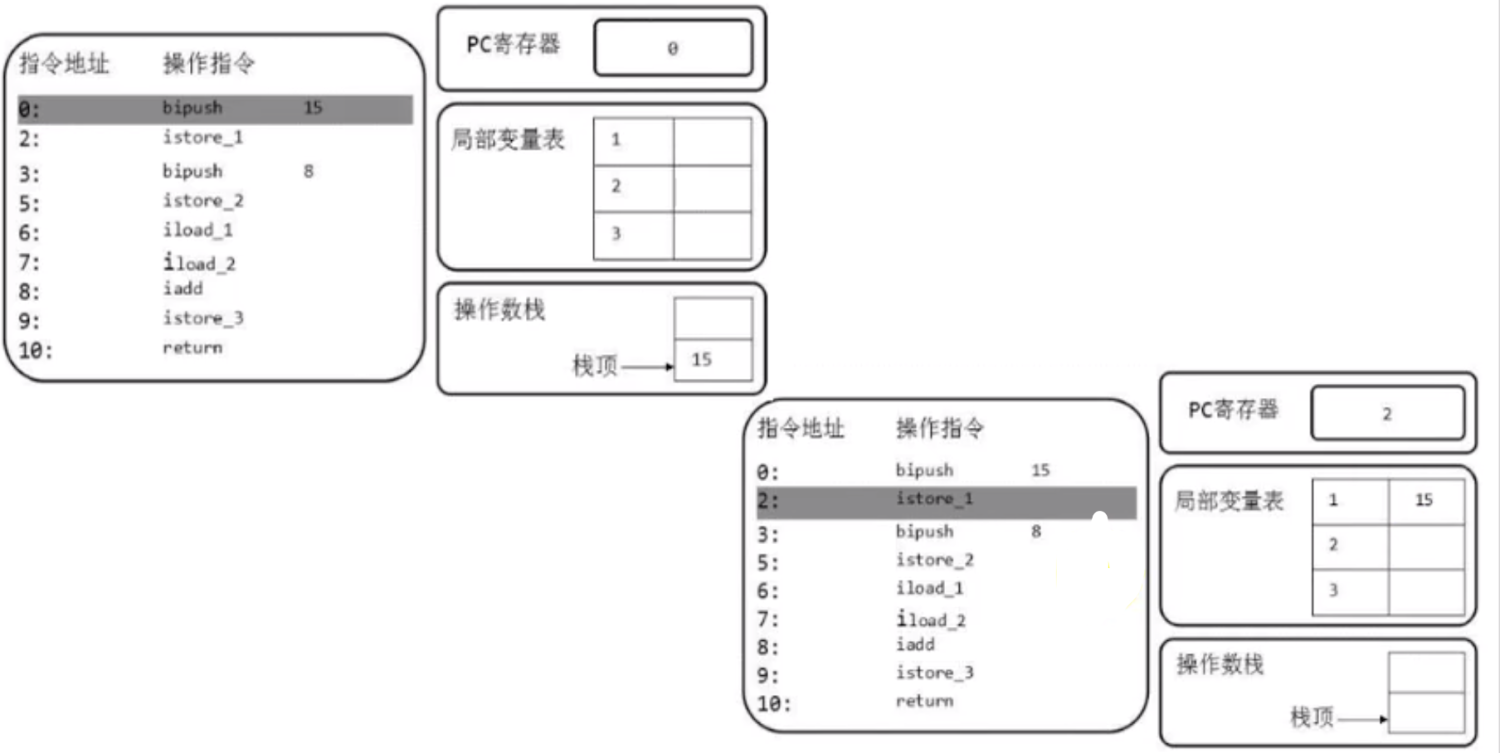 指令地址 操作指令
0: bipush 15
2: istore_1
3: bipush 8
5: istore_2
6: iload_1
7: iload_2
8: iadd
9: istore_3
10: return
PC寄存器 0
局部变量表
1
2
3
操作数栈
栈顶 15
指令地址 操作指令
0: bipush 15
2: istore_1
3: bipush 8
5: istore_2
6: iload_1
7: iload_2
8: iadd
9: istore_3
10: return
PC寄存器 2
局部变量表
1 15
2
3
操作数栈
栈顶